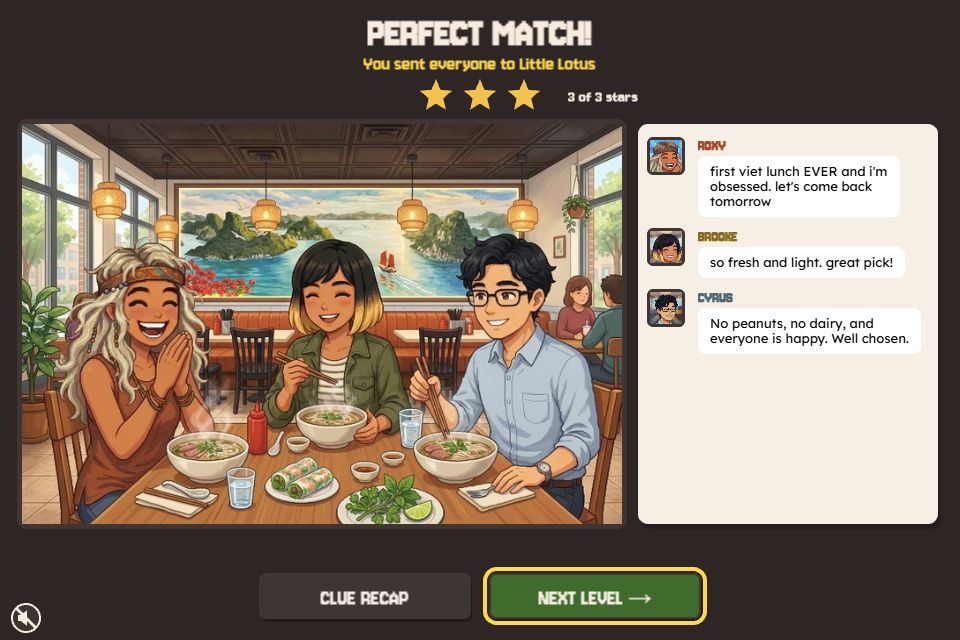 PERFECT MATCH!
You sent everyone to Little Lotus
3 of 3 stars
ROXY
first viet lunch EVER and i'm
obsessed. let's come back
tomorrow
BROOKE
so fresh and light. great pick!
CYRUS
No peanuts, no dairy, and
everyone is happy. Well chosen.
CLUE RECAP
NEXT LEVEL →